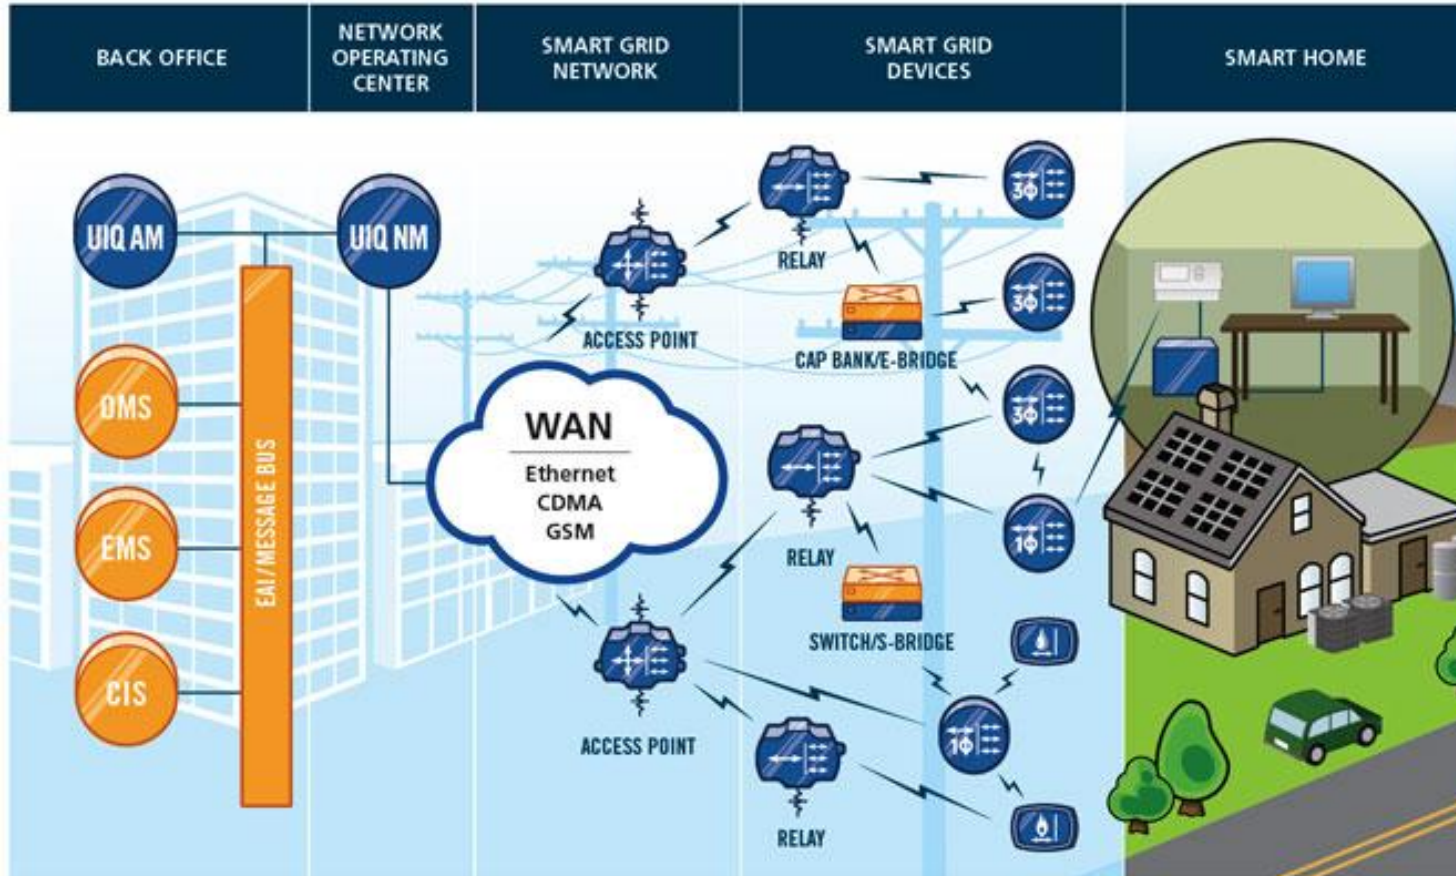 BACK OFFICE
NETWORK
OPERATING
CENTER
SMART GRID
NETWORK
SMART GRID
DEVICES
SMART HOME
UIQ AM
UIQ NM
DMS
EMS
CIS
EAI/MESSAGE BUS
WAN
Ethernet
CDMA
GSM
ACCESS POINT
ACCESS POINT
RELAY
3Φ
3Φ
CAP BANK/E-BRIDGE
3Φ
RELAY
1Φ
SWITCH/S-BRIDGE
1Φ
RELAY